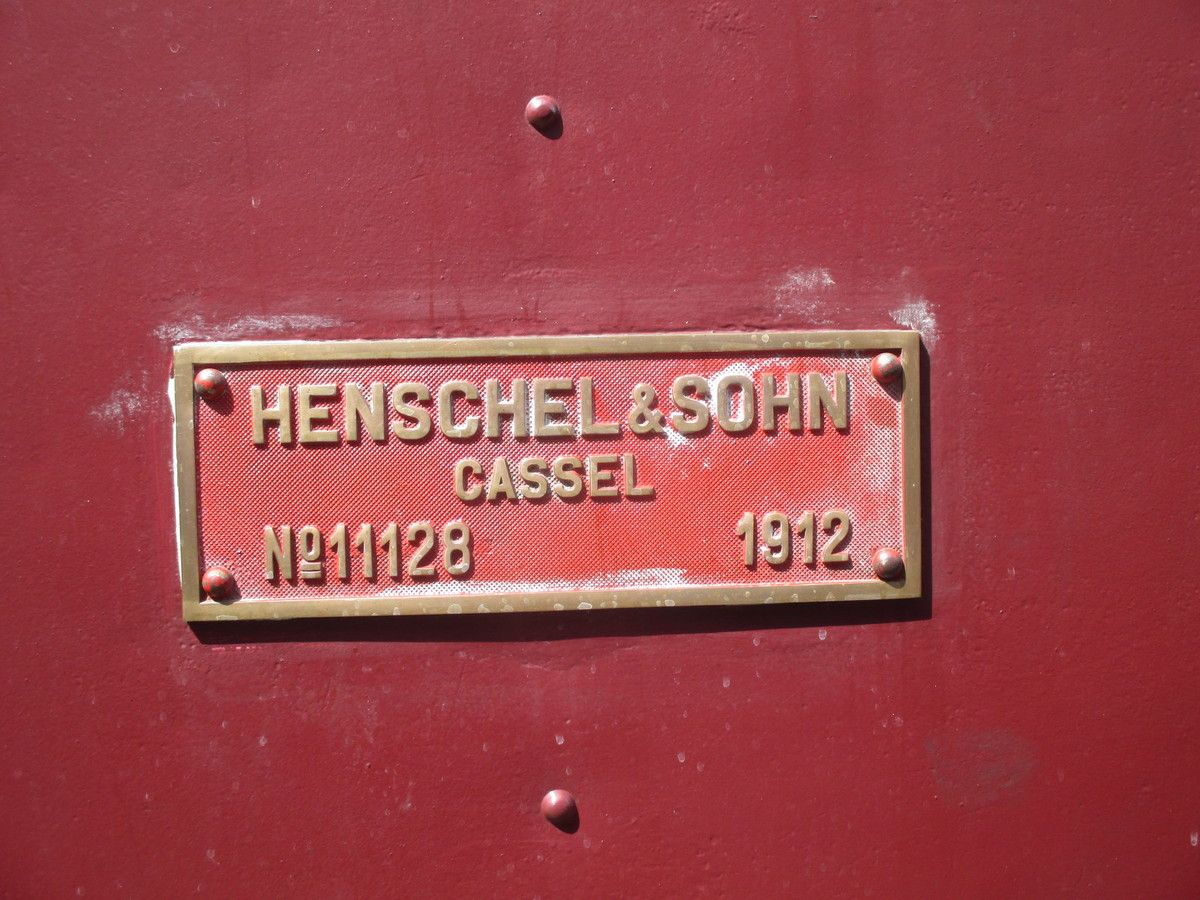 HENSCHEL & SOHN
CASSEL
Nº 11128 1912